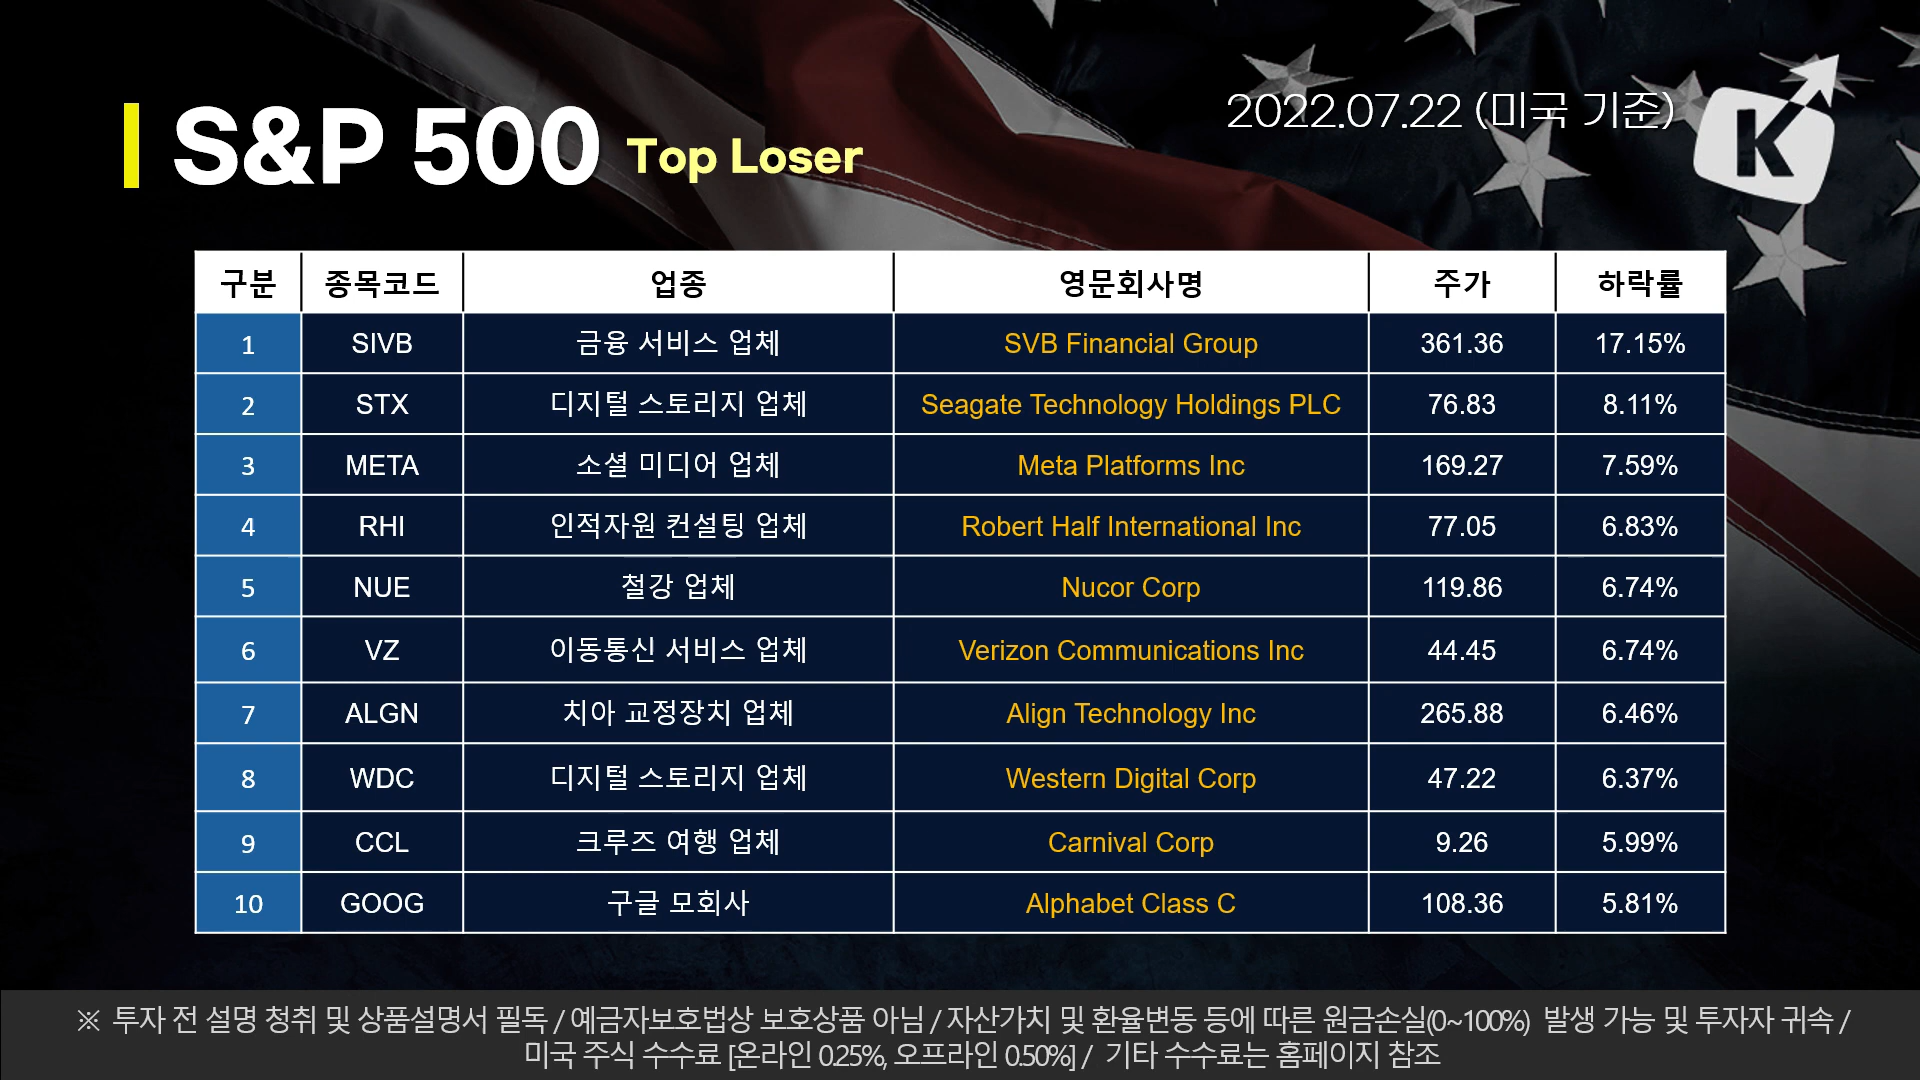 S&P 500 Top Loser
2022.07.22 (미국 기준)
K
구분 종목코드 업종 영문회사명 주가 하락률
1 SIVB 금융 서비스 업체 SVB Financial Group 361.36 17.15%
2 STX 디지털 스토리지 업체 Seagate Technology Holdings PLC 76.83 8.11%
3 META 소셜 미디어 업체 Meta Platforms Inc 169.27 7.59%
4 RHI 인적자원 컨설팅 업체 Robert Half International Inc 77.05 6.83%
5 NUE 철강 업체 Nucor Corp 119.86 6.74%
6 VZ 이동통신 서비스 업체 Verizon Communications Inc 44.45 6.74%
7 ALGN 치아 교정장치 업체 Align Technology Inc 265.88 6.46%
8 WDC 디지털 스토리지 업체 Western Digital Corp 47.22 6.37%
9 CCL 크루즈 여행 업체 Carnival Corp 9.26 5.99%
10 GOOG 구글 모회사 Alphabet Class C 108.36 5.81%
※ 투자 전 설명 청취 및 상품설명서 필독 / 예금자보호법상 보호상품 아님 / 자산가치 및 환율변동 등에 따른 원금손실(0~100%) 발생 가능 및 투자자 귀속 /
미국 주식 수수료 [온라인 0.25%, 오프라인 0.50%] / 기타 수수료는 홈페이지 참조